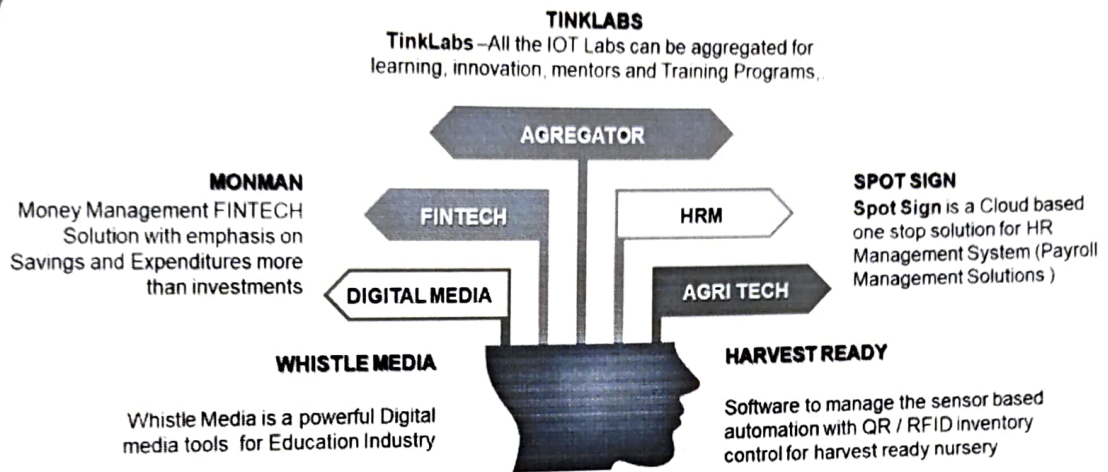 TINKLABS
TinkLabs –All the IOT Labs can be aggregated for
learning, innovation, mentors and Training Programs,.
AGREGATOR
MONMAN
Money Management FINTECH
Solution with emphasis on
Savings and Expenditures more
than investments
FINTECH
HRM
SPOT SIGN
Spot Sign is a Cloud based
one stop solution for HR
Management System (Payroll
Management Solutions )
DIGITAL MEDIA
AGRI TECH
WHISTLE MEDIA
Whistle Media is a powerful Digital
media tools for Education Industry
HARVEST READY
Software to manage the sensor based
automation with QR / RFID inventory
control for harvest ready nursery